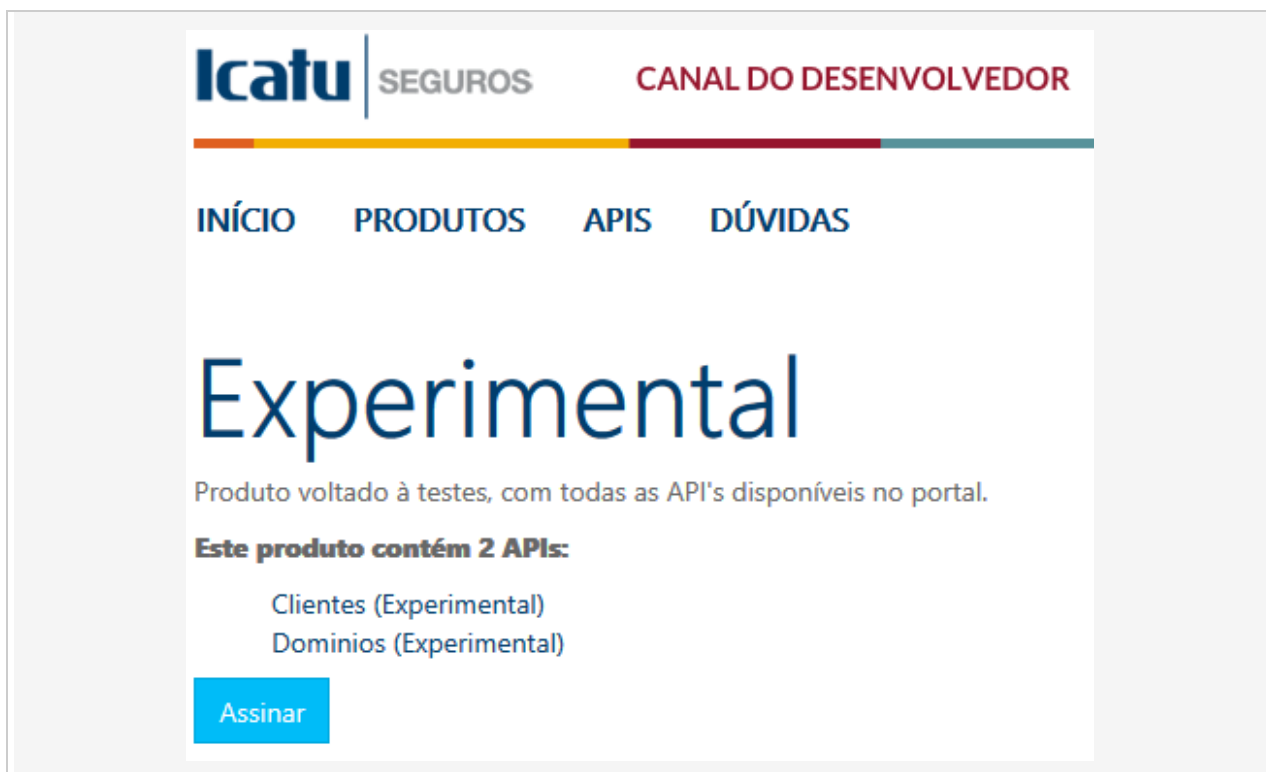 Icatu SEGUROS CANAL DO DESENVOLVEDOR
INÍCIO PRODUTOS APIS DÚVIDAS
Experimental
Produto voltado à testes, com todas as API's disponíveis no portal.
Este produto contém 2 APIs:
Clientes (Experimental)
Dominios (Experimental)
Assinar